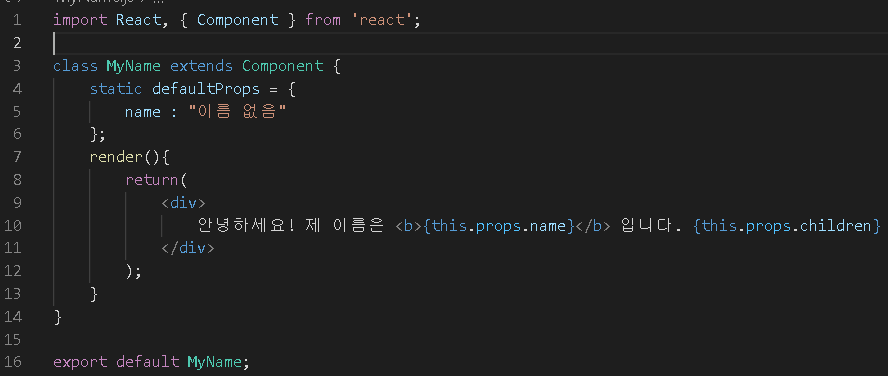 1 import React, { Component } from 'react';
2
3 class MyName extends Component {
4 static defaultProps = {
5 name : "이름 없음"
6 };
7 render(){
8 return(
9 <div>
10 안녕하세요! 제 이름은 <b>{this.props.name}</b> 입니다. {this.props.children}
11 </div>
12 );
13 }
14 }
15
16 export default MyName;